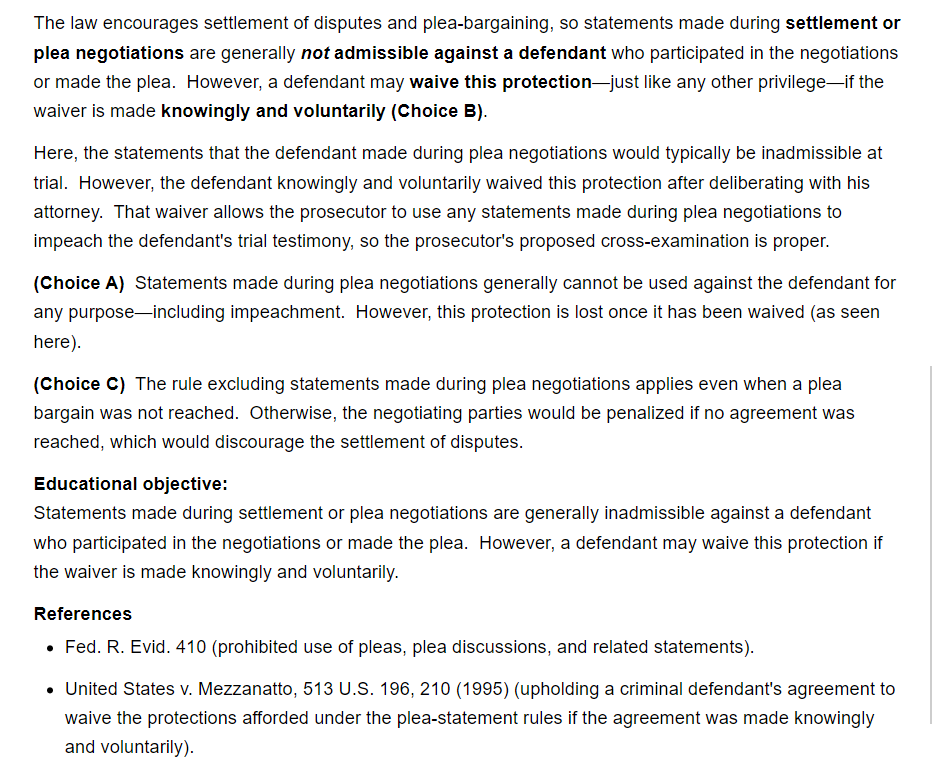 The law encourages settlement of disputes and plea-bargaining, so statements made during settlement or
plea negotiations are generally not admissible against a defendant who participated in the negotiations
or made the plea.  However, a defendant may waive this protection—just like any other privilege—if the
waiver is made knowingly and voluntarily (Choice B).
Here, the statements that the defendant made during plea negotiations would typically be inadmissible at
trial.  However, the defendant knowingly and voluntarily waived this protection after deliberating with his
attorney.  That waiver allows the prosecutor to use any statements made during plea negotiations to
impeach the defendant's trial testimony, so the prosecutor's proposed cross-examination is proper.
(Choice A)  Statements made during plea negotiations generally cannot be used against the defendant for
any purpose—including impeachment.  However, this protection is lost once it has been waived (as seen
here).
(Choice C)  The rule excluding statements made during plea negotiations applies even when a plea
bargain was not reached.  Otherwise, the negotiating parties would be penalized if no agreement was
reached, which would discourage the settlement of disputes.
Educational objective:
Statements made during settlement or plea negotiations are generally inadmissible against a defendant
who participated in the negotiations or made the plea.  However, a defendant may waive this protection if
the waiver is made knowingly and voluntarily.
References
• Fed. R. Evid. 410 (prohibited use of pleas, plea discussions, and related statements).
• United States v. Mezzanatto, 513 U.S. 196, 210 (1995) (upholding a criminal defendant's agreement to
waive the protections afforded under the plea-statement rules if the agreement was made knowingly
and voluntarily).